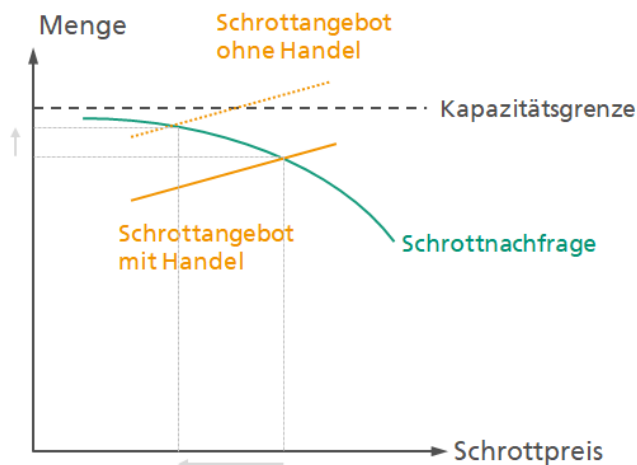 Menge
Schrottangebot
ohne Handel
Kapazitätsgrenze
Schrottangebot
mit Handel
Schrottnachfrage
Schrottpreis